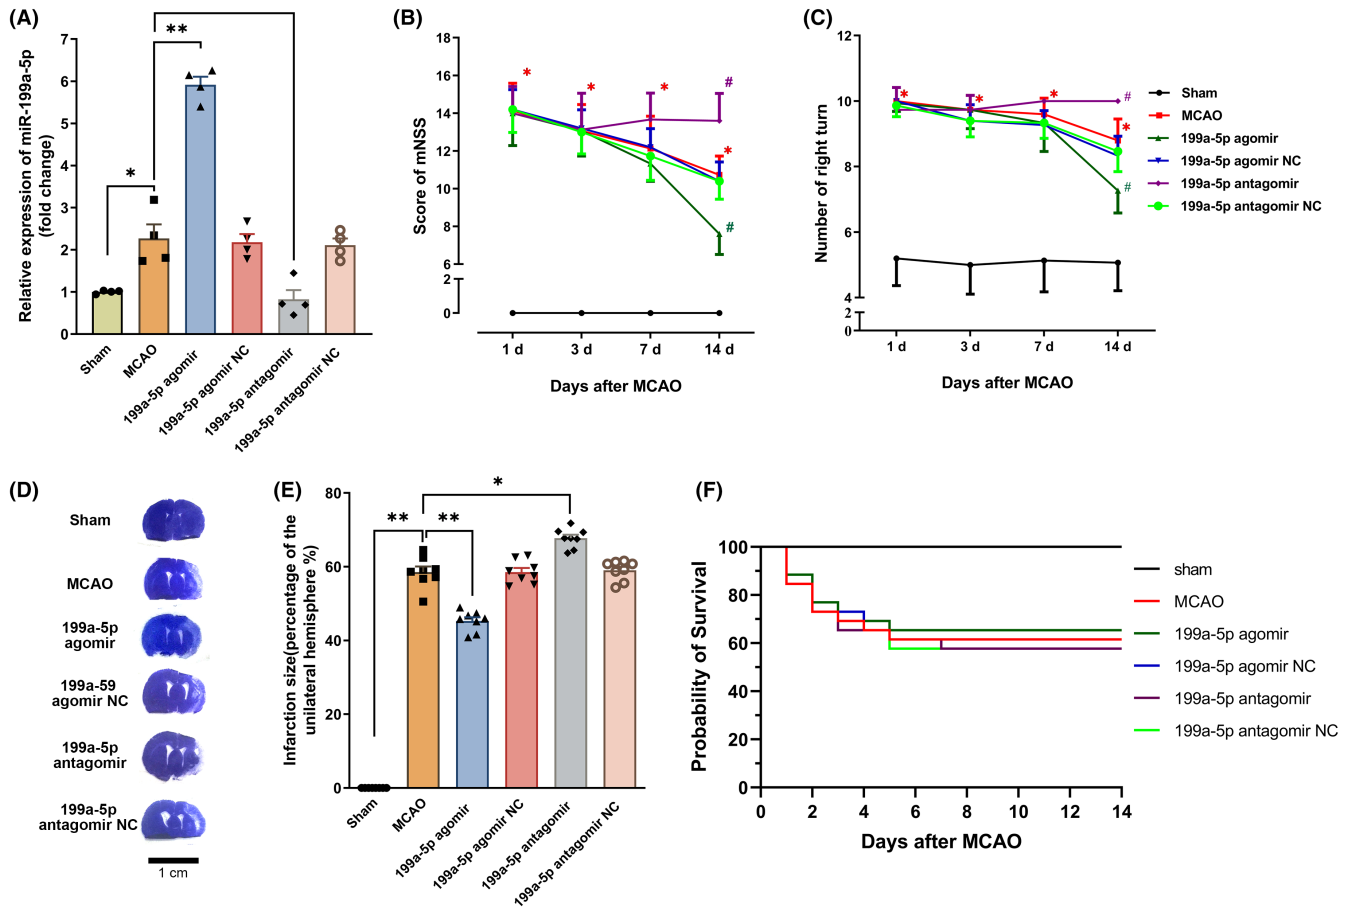 (A)
Relative expression of miR-199a-5p
(fold change)
7
6
5
4
3
2
1
0
*
**
Sham
MCAO
199a-5p agomir
199a-5p agomir NC
199a-5p antagomir
199a-5p antagomir NC
(B)
Score of mNSS
18
16
14
12
10
8
6
2
0
*
*
*
#
*
#
1 d
3 d
7 d
14 d
Days after MCAO
(C)
Number of right turn
12
10
8
6
4
2
0
*
*
*
#
*
#
1 d
3 d
7 d
14 d
Days after MCAO
Sham
MCAO
199a-5p agomir
199a-5p agomir NC
199a-5p antagomir
199a-5p antagomir NC
(D)
Sham
MCAO
199a-5p
agomir
199a-59
agomir NC
199a-5p
antagomir
199a-5p
antagomir NC
1 cm
(E)
Infarction size(percentage of the
unilateral hemisphere %)
80
60
40
20
0
**
**
*
Sham
MCAO
199a-5p agomir
199a-5p agomir NC
199a-5p antagomir
199a-5p antagomir NC
(F)
Probability of Survival
100
80
60
40
20
0
0
2
4
6
8
10
12
14
Days after MCAO
sham
MCAO
199a-5p agomir
199a-5p agomir NC
199a-5p antagomir
199a-5p antagomir NC